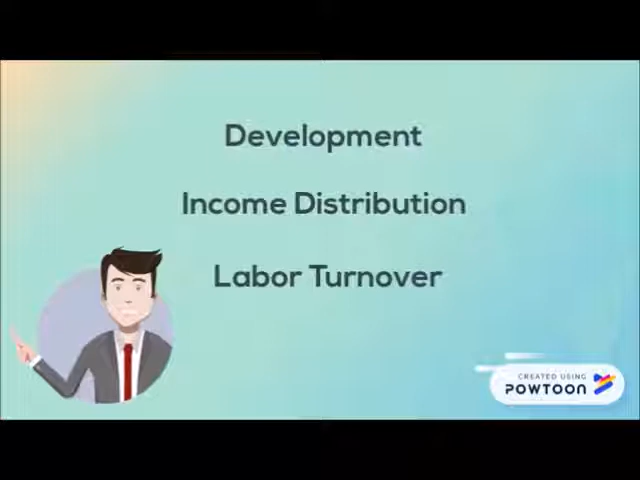 Development
Income Distribution
Labor Turnover
CREATED USING
POWTOON